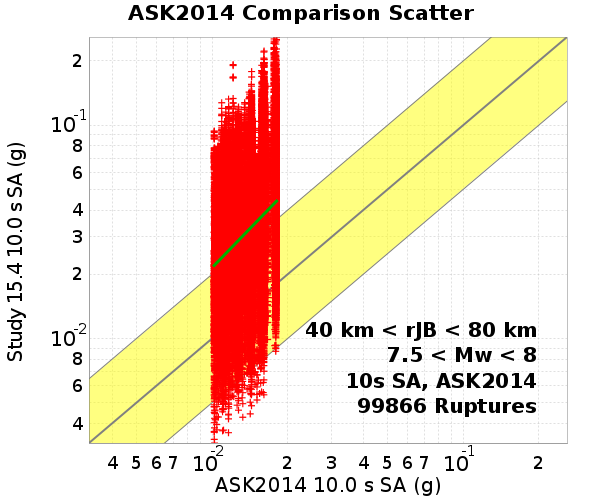 ASK2014 Comparison Scatter
Study 15.4 10.0 s SA (g)
2
10-1
8
6
4
3
2
10-2
8
6
4
40 km < rJB < 80 km
7.5 < Mw < 8
10s SA, ASK2014
99866 Ruptures
4 5 6 7 10-2 2 3 4 5 6 7 10-1 2
ASK2014 10.0 s SA (g)